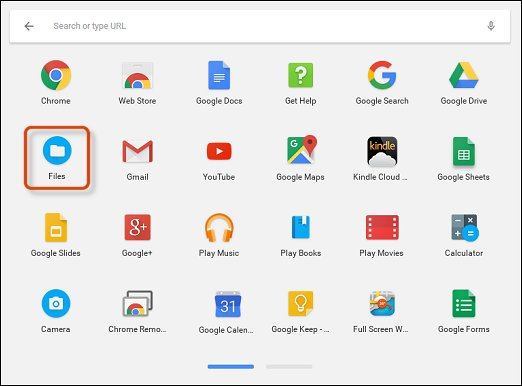 Search or type URL
Chrome
Web Store
Google Docs
Get Help
Google Search
Google Drive
Files
Gmail
YouTube
Google Maps
kindle
Kindle Cloud ...
Google Sheets
Google Slides
g+
Google+
Play Music
Play Books
Play Movies
Calculator
Camera
Chrome Remo...
31
Google Calen...
Google Keep - ...
Full Screen W...
Google Forms